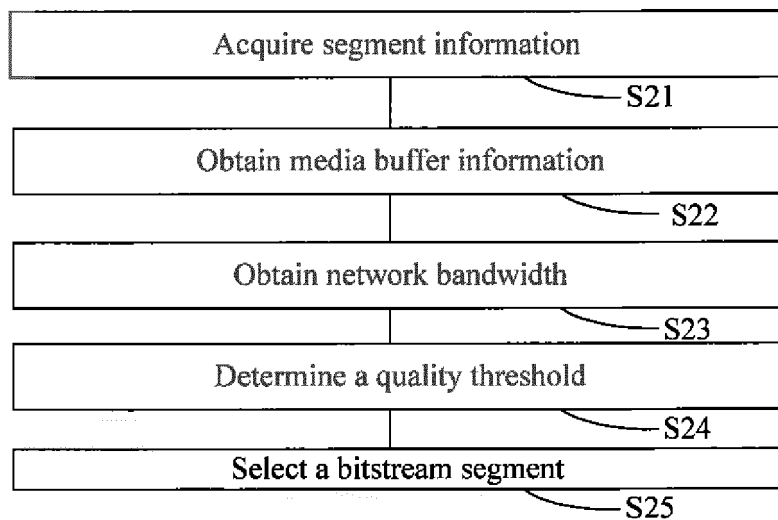 Acquire segment information
S21
Obtain media buffer information
S22
Obtain network bandwidth
S23
Determine a quality threshold
S24
Select a bitstream segment
S25